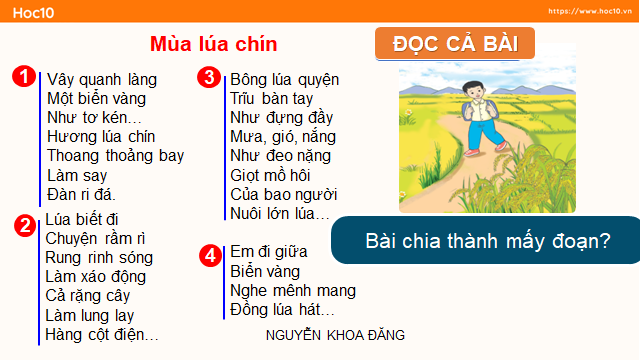 Hoc10
https://www.hoc10.vn
Mùa lúa chín
ĐỌC CẢ BÀI
1
Vây quanh làng
Một biển vàng
Như tơ kén…
Hương lúa chín
Thoang thoảng bay
Làm say
Đàn ri đá.
2
Lúa biết đi
Chuyện rầm rì
Rung rinh sóng
Làm xáo động
Cả rặng cây
Làm lung lay
Hàng cột điện…
3
Bông lúa quyện
Trĩu bàn tay
Như đựng đầy
Mưa, gió, nắng
Như đeo nặng
Giọt mồ hôi
Của bao người
Nuôi lớn lúa…
4
Em đi giữa
Biển vàng
Nghe mênh mang
Đồng lúa hát…
NGUYỄN KHOA ĐĂNG
Bài chia thành mấy đoạn?